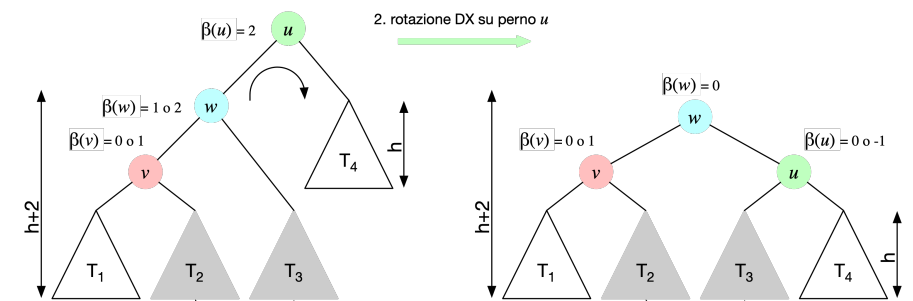 β(u) = 2
u
2. rotazione DX su perno u
β(w) = 1 o 2
w
β(v) = 0 o 1
v
h+2
h
T4
T1
T2
T3
β(w) = 0
w
β(v) = 0 o 1
v
β(u) = 0 o -1
u
h+2
h
T1
T2
T3
T4